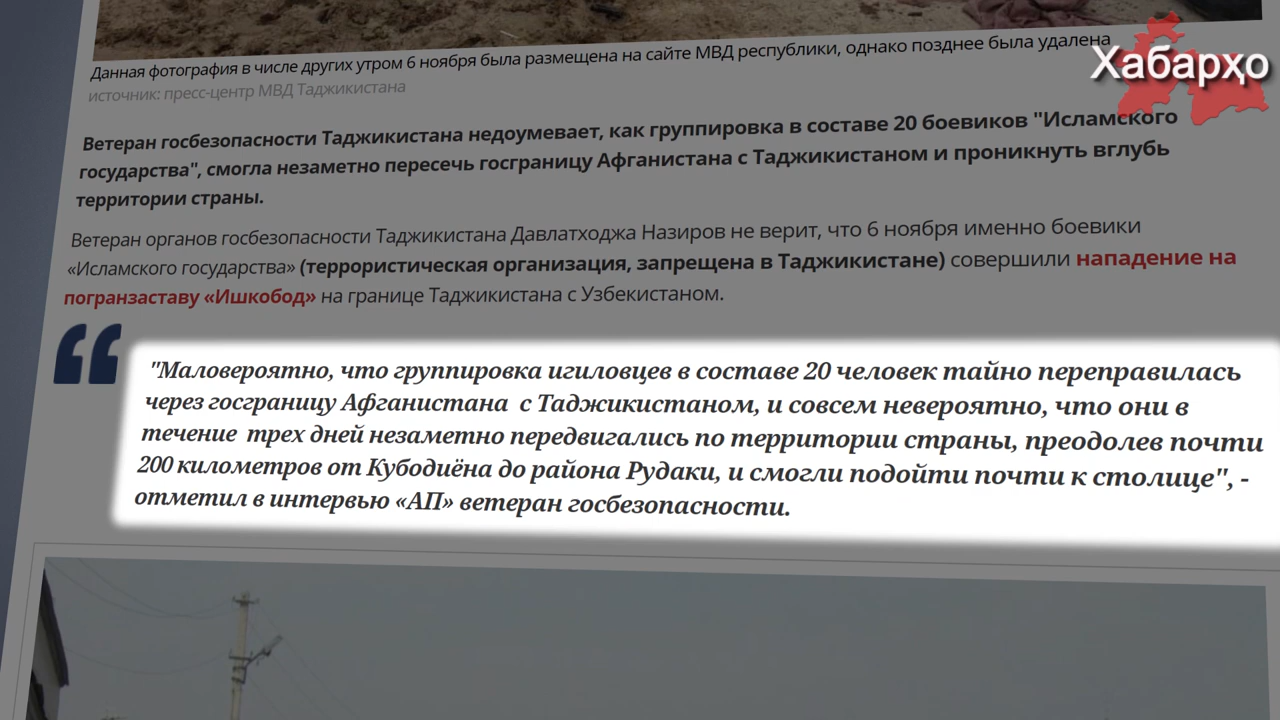 Хабарҳо
Данная фотография в числе других утром 6 ноября была размещена на сайте МВД республики, однако позднее была удалена
источник: пресс-центр МВД Таджикистана
Ветеран госбезопасности Таджикистана недоумевает, как группировка в составе 20 боевиков "Исламского
государства", смогла незаметно пересечь госграницу Афганистана с Таджикистаном и проникнуть вглубь
территории страны.
Ветеран органов госбезопасности Таджикистана Давлатходжа Назиров не верит, что 6 ноября именно боевики
«Исламского государства» (террористическая организация, запрещена в Таджикистане) совершили нападение на
погранзаставу «Ишкобод» на границе Таджикистана с Узбекистаном.
"Маловероятно, что группировка игиловцев в составе 20 человек тайно переправилась
через госграницу Афганистана с Таджикистаном, и совсем невероятно, что они в
течение трех дней незаметно передвигались по территории страны, преодолев почти
200 километров от Кубодиёна до района Рудаки, и смогли подойти почти к столице", -
отметил в интервью «АП» ветеран госбезопасности.